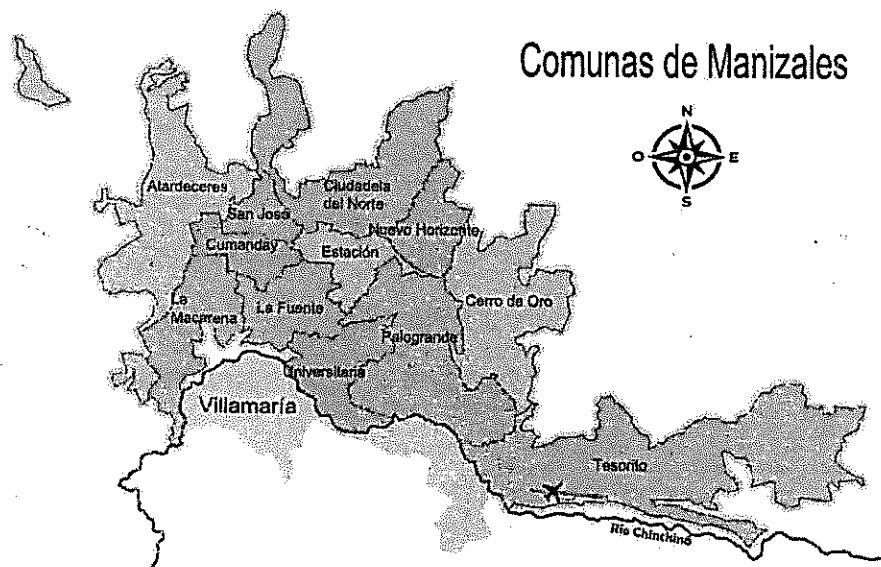 Comunas de Manizales
N
O
E
S
Atardeceres
San José
Ciudadela
del Norte
Nuevo Horizonte
Cumanday
Estación
La
Macarena
La Fuente
Cerro de Oro
Palogrande
Universitaria
Villamaría
Tesorito
Río Chinchiná